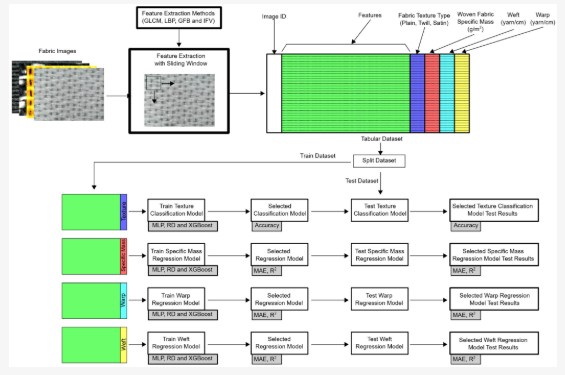 Feature Extraction Methods
(GLCM, LBP, GFB and IFV)
Image ID
Features
Fabric Texture Type
(Plain, Twill, Satin)
Woven Fabric
Specific Mass
(g/m²)
Weft
(yarn/cm)
Warp
(yarn/cm)
Fabric Images
Feature Extraction
with Sliding Window
Tabular Dataset
Train Dataset
Split Dataset
Test Dataset
Texture
Train Texture
Classification Model
MLP, RD and XGBoost
Selected
Classification Model
Accuracy
Test Texture
Classification Model
Selected Texture Classification
Model Test Results
Accuracy
Specific Mass
Train Specific Mass
Regression Model
MLP, RD and XGBoost
Selected
Regression Model
MAE, R²
Test Specific Mass
Regression Model
Selected Specific Mass
Regression Model Test Results
MAE, R²
Warp
Train Warp
Regression Model
MLP, RD and XGBoost
Selected
Regression Model
MAE, R²
Test Warp
Regression Model
Selected Warp Regression
Model Test Results
MAE, R²
Weft
Train Weft
Regression Model
MLP, RD and XGBoost
Selected
Regression Model
MAE, R²
Test Weft
Regression Model
Selected Weft Regression
Model Test Results
MAE, R²